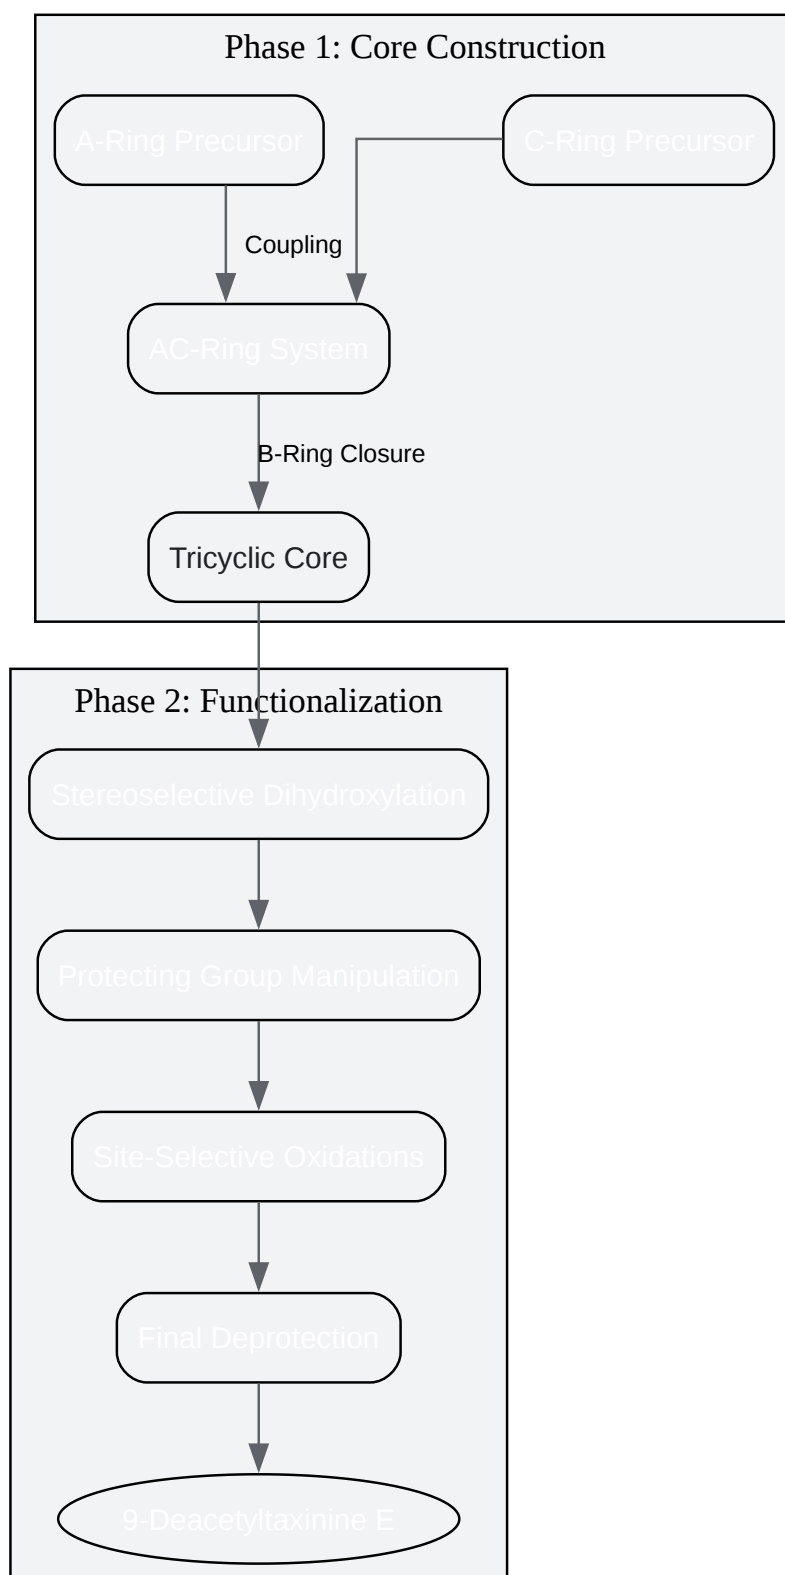 Phase 1: Core Construction
A-Ring Precursor
C-Ring Precursor
Coupling
AC-Ring System
B-Ring Closure
Tricyclic Core
Phase 2: Functionalization
Stereoselective Dihydroxylation
Protecting Group Manipulation
Site-Selective Oxidations
Final Deprotection
9-Deacetyltaxinine E